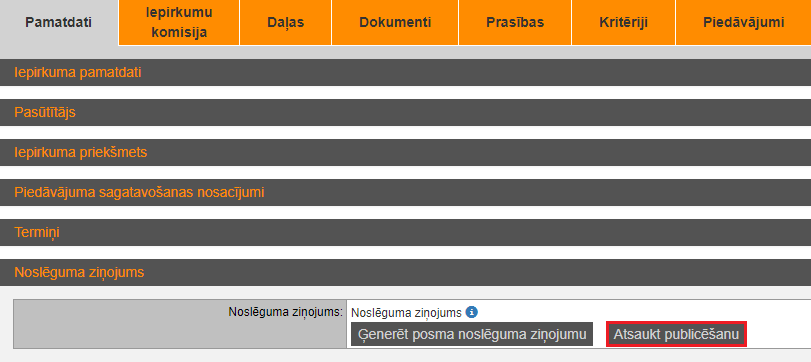 Pamatdati
Iepirkumu
komisija
Daļas
Dokumenti
Prasības
Kritēriji
Piedāvājumi
Iepirkuma pamatdati
Pasūtītājs
Iepirkuma priekšmets
Piedāvājuma sagatavošanas nosacījumi
Termiņi
Noslēguma ziņojums
Noslēguma ziņojums: Noslēguma ziņojums
Ģenerēt posma noslēguma ziņojumu Atsaukt publicēšanu